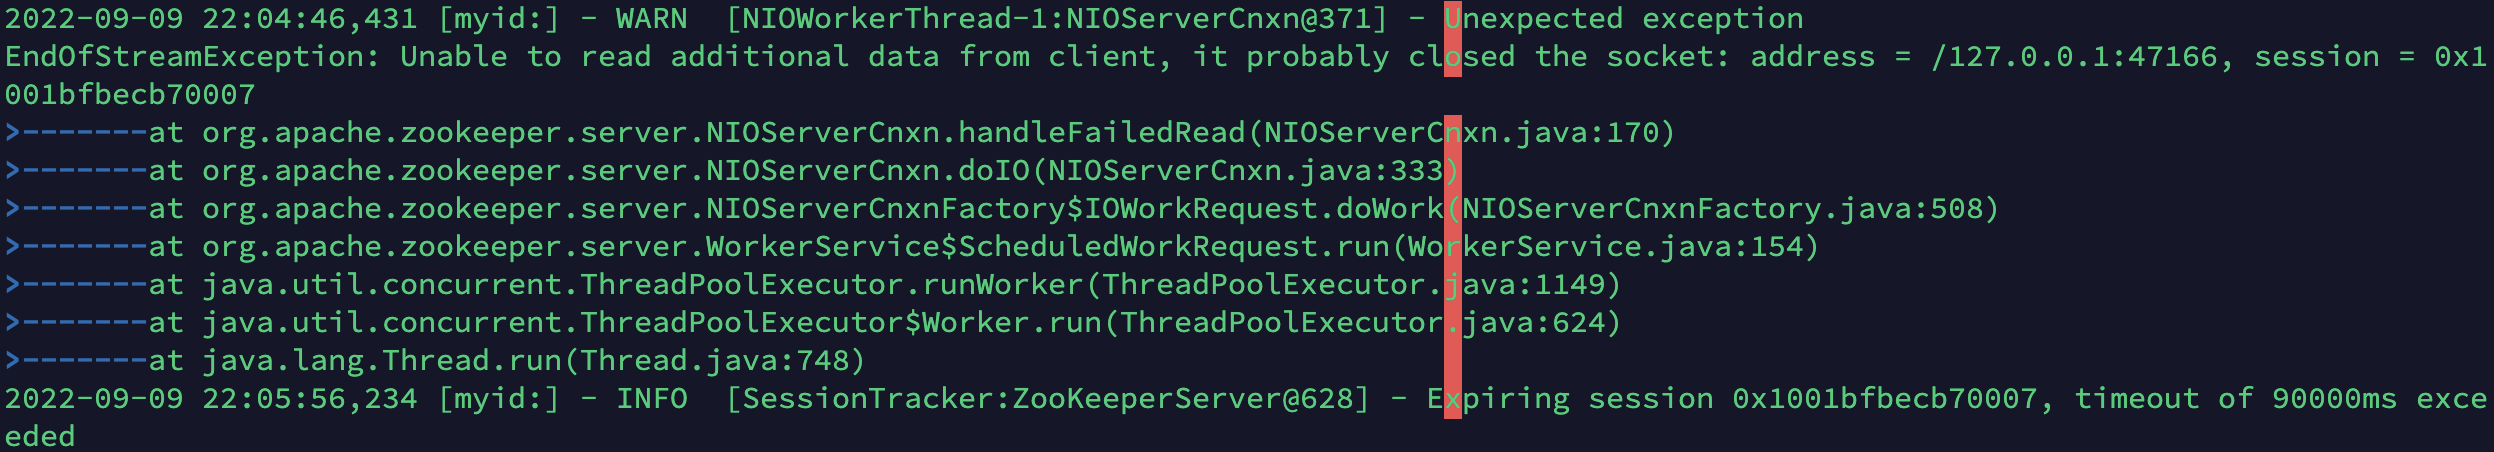 2022-09-09 22:04:46,431 [myid:] - WARN  [NIOWorkerThread-1:NIOServerCnxn@371] - Unexpected exception
EndOfStreamException: Unable to read additional data from client, it probably closed the socket: address = /127.0.0.1:47166, session = 0x1
001bfbecb70007
>-------at org.apache.zookeeper.server.NIOServerCnxn.handleFailedRead(NIOServerCnxn.java:170)
>-------at org.apache.zookeeper.server.NIOServerCnxn.doIO(NIOServerCnxn.java:333)
>-------at org.apache.zookeeper.server.NIOServerCnxnFactory$IOWorkRequest.doWork(NIOServerCnxnFactory.java:508)
>-------at org.apache.zookeeper.server.WorkerService$ScheduledWorkRequest.run(WorkerService.java:154)
>-------at java.util.concurrent.ThreadPoolExecutor.runWorker(ThreadPoolExecutor.java:1149)
>-------at java.util.concurrent.ThreadPoolExecutor$Worker.run(ThreadPoolExecutor.java:624)
>-------at java.lang.Thread.run(Thread.java:748)
2022-09-09 22:05:56,234 [myid:] - INFO  [SessionTracker:ZooKeeperServer@628] - Expiring session 0x1001bfbecb70007, timeout of 90000ms exce
eded